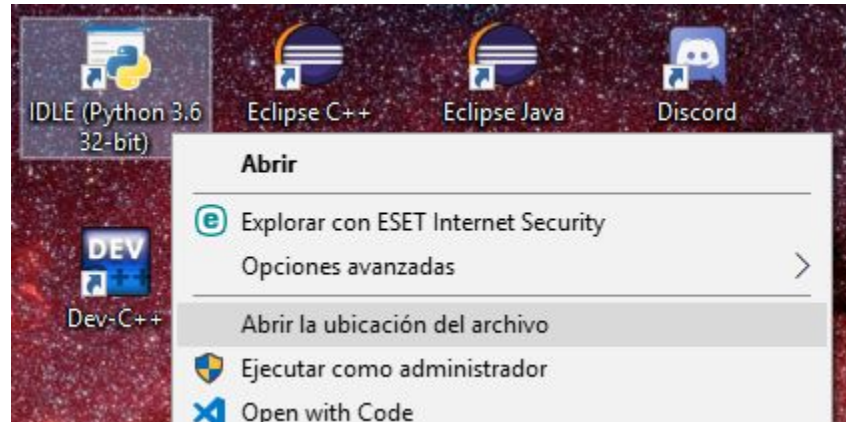 IDLE (Python 3.6
32-bit)
Eclipse C++
Eclipse Java
Discord
Abrir
Explorar con ESET Internet Security
Opciones avanzadas
DEV
C++
Dev-C++
Abrir la ubicación del archivo
Ejecutar como administrador
Open with Code